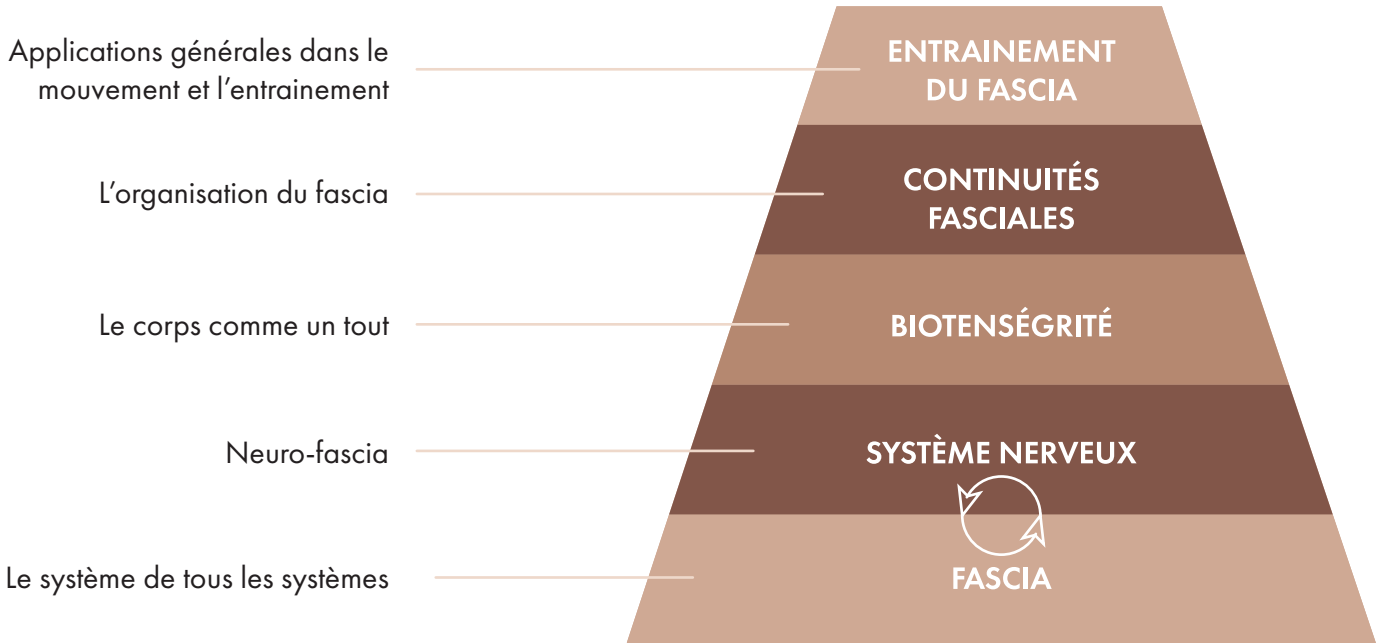 Applications générales dans le
mouvement et l’entrainement
ENTRAINEMENT
DU FASCIA
L’organisation du fascia
CONTINUITÉS
FASCIALES
Le corps comme un tout
BIOTENSÉGRITÉ
Neuro-fascia
SYSTÈME NERVEUX
Le système de tous les systèmes
FASCIA